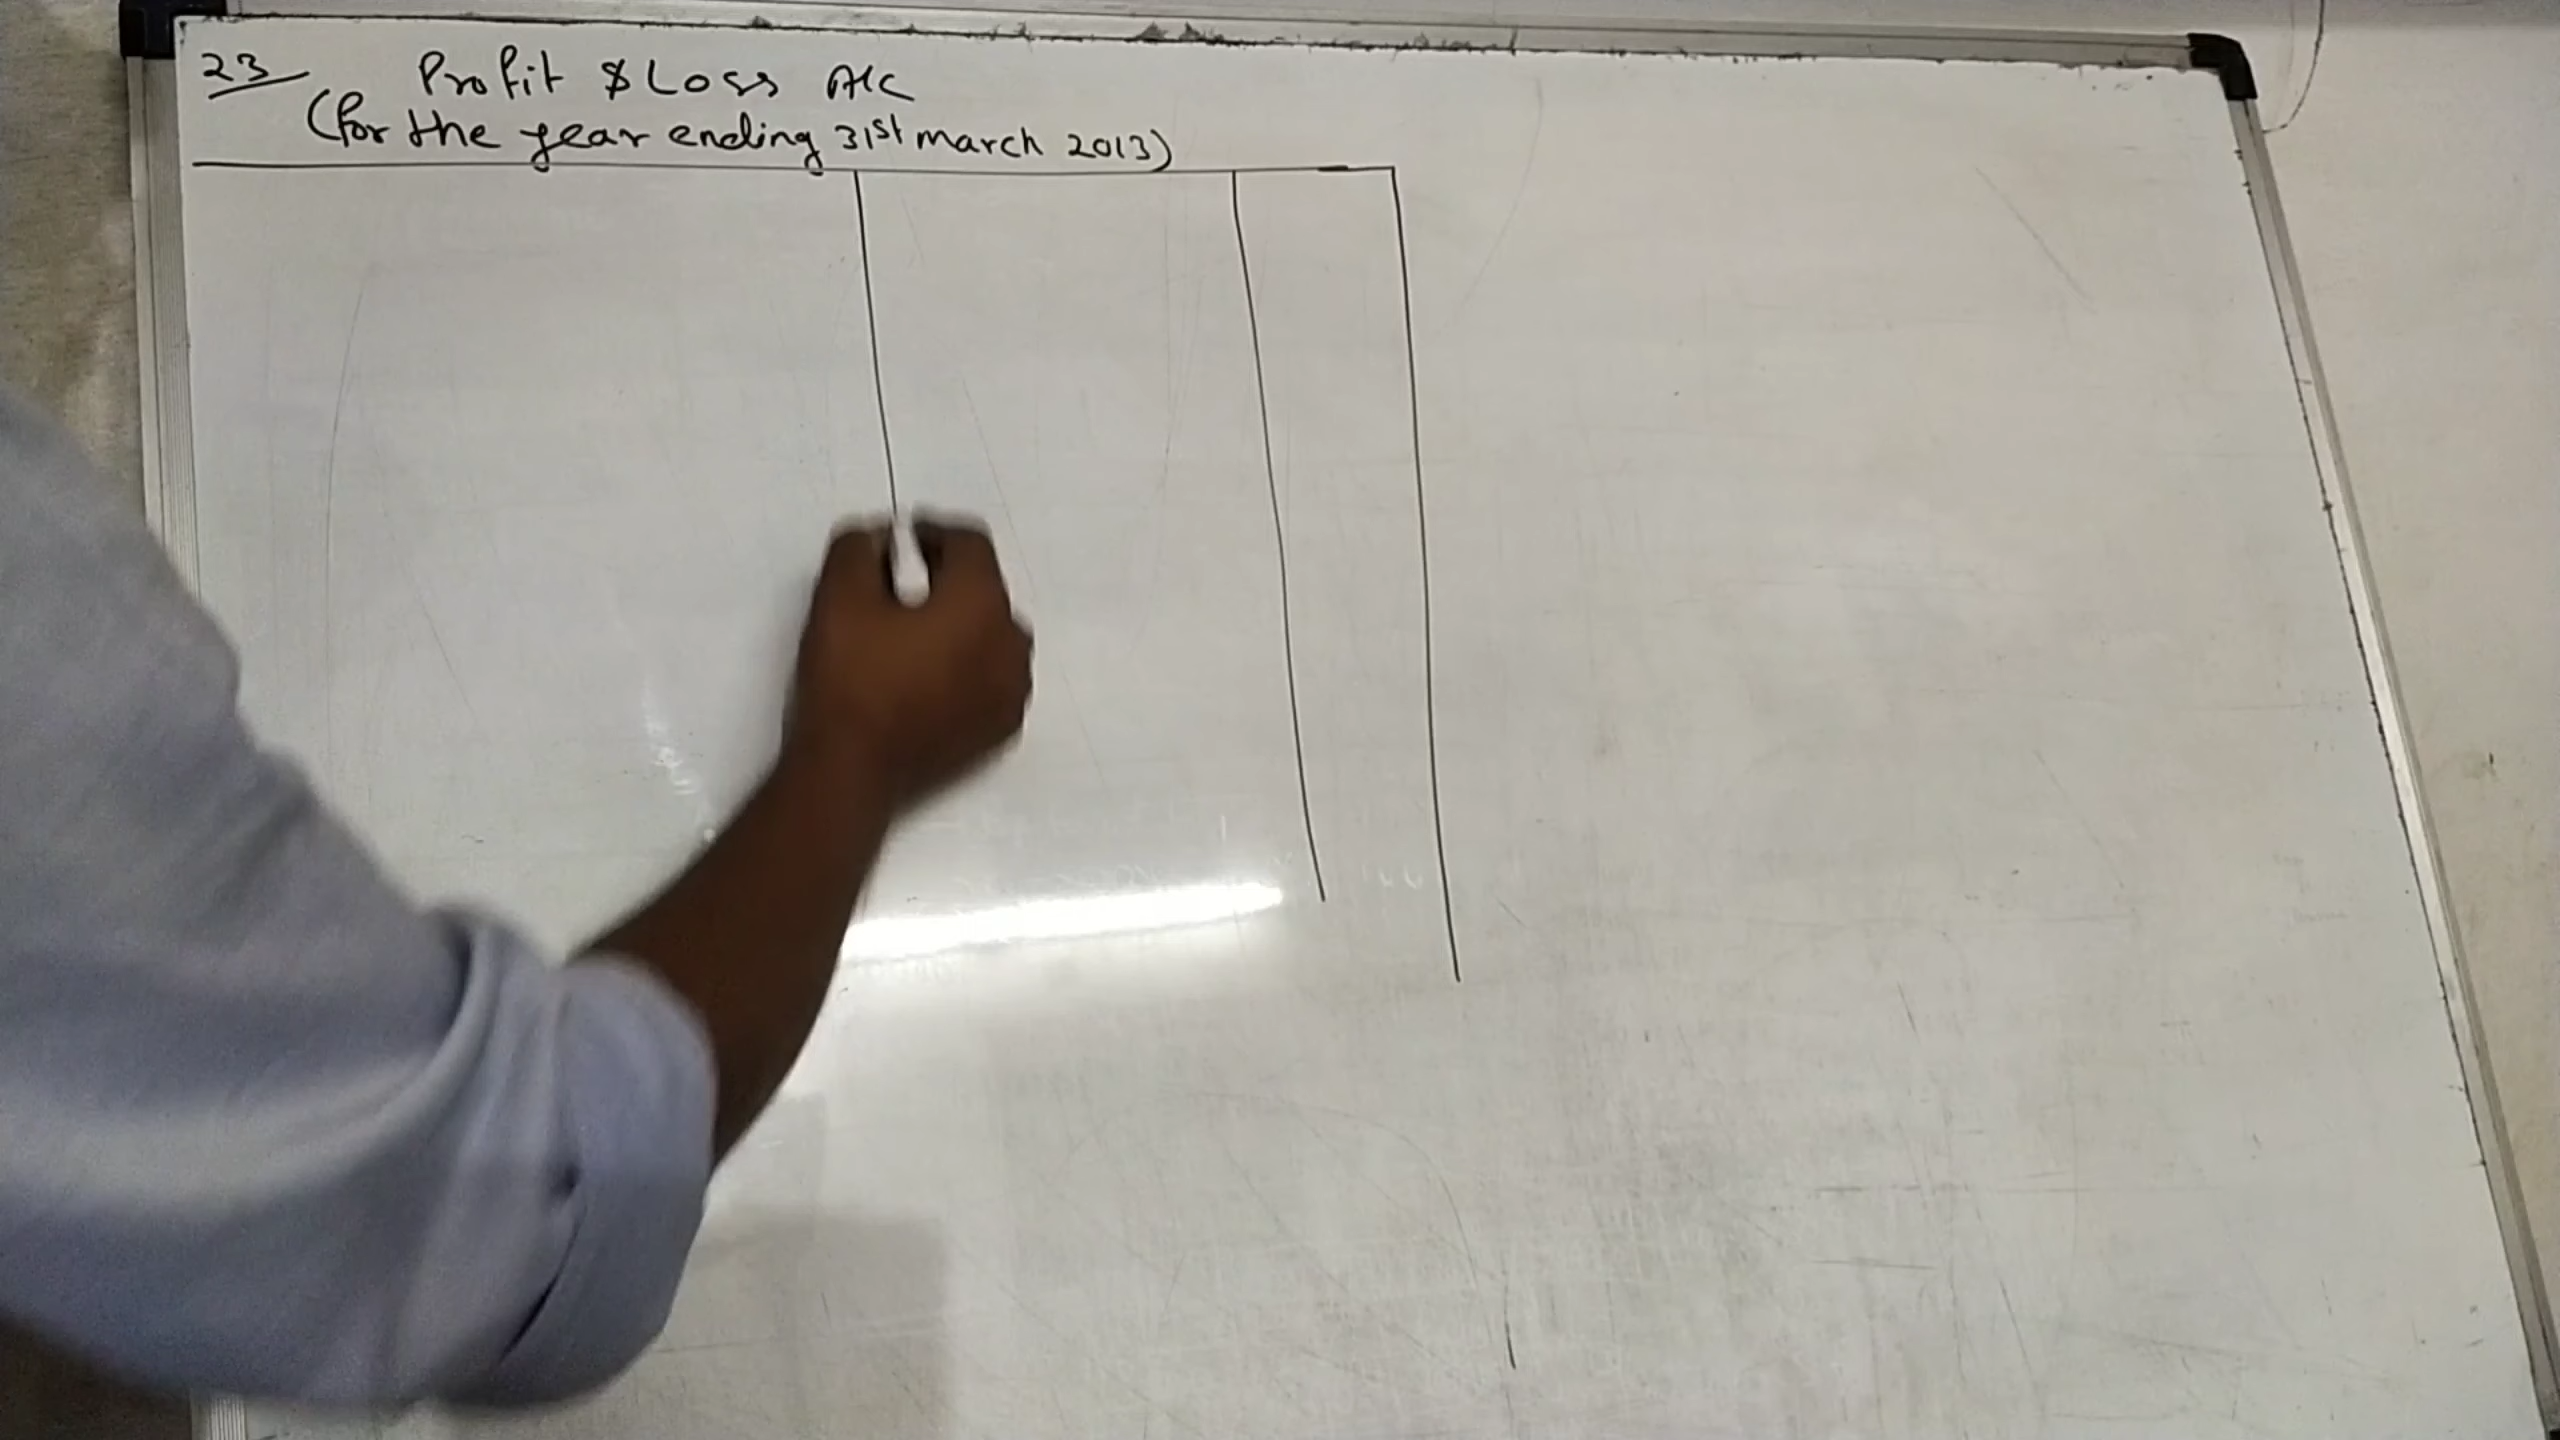 23 Profit & Loss A/c
(for the year ending 31st march 2013)